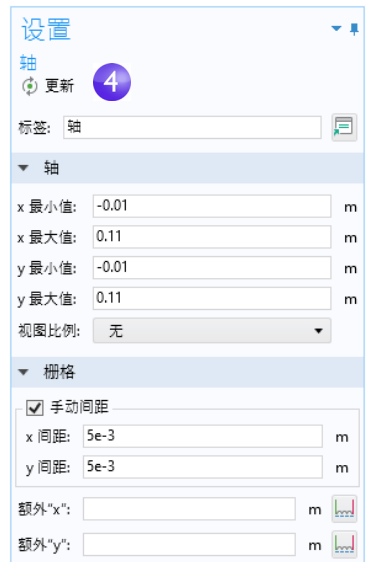 设置
轴
更新 4
标签: 轴
轴
x 最小值: -0.01 m
x 最大值: 0.11 m
y 最小值: -0.01 m
y 最大值: 0.11 m
视图比例: 无
栅格
手动间距
x 间距: 5e-3 m
y 间距: 5e-3 m
额外"x": m
额外"y": m